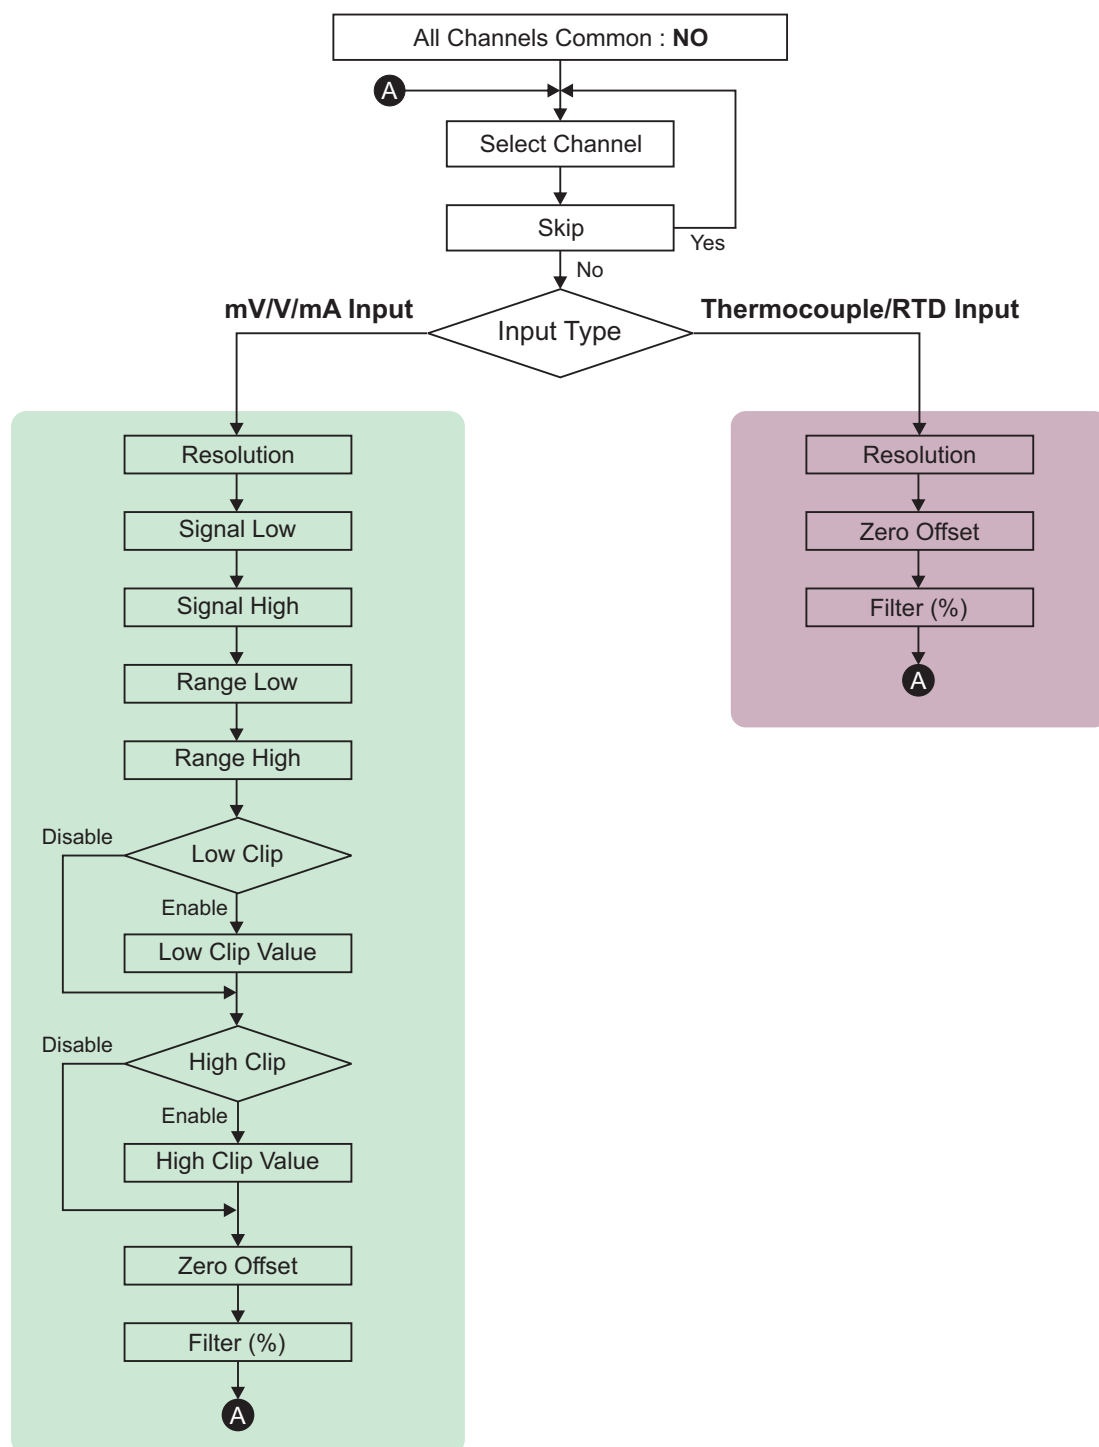 All Channels Common : NO
A
Select Channel
Skip
Yes
No
mV/V/mA Input
Input Type
Thermocouple/RTD Input
Resolution
Signal Low
Signal High
Range Low
Range High
Disable
Low Clip
Enable
Low Clip Value
Disable
High Clip
Enable
High Clip Value
Zero Offset
Filter (%)
A
Resolution
Zero Offset
Filter (%)
A